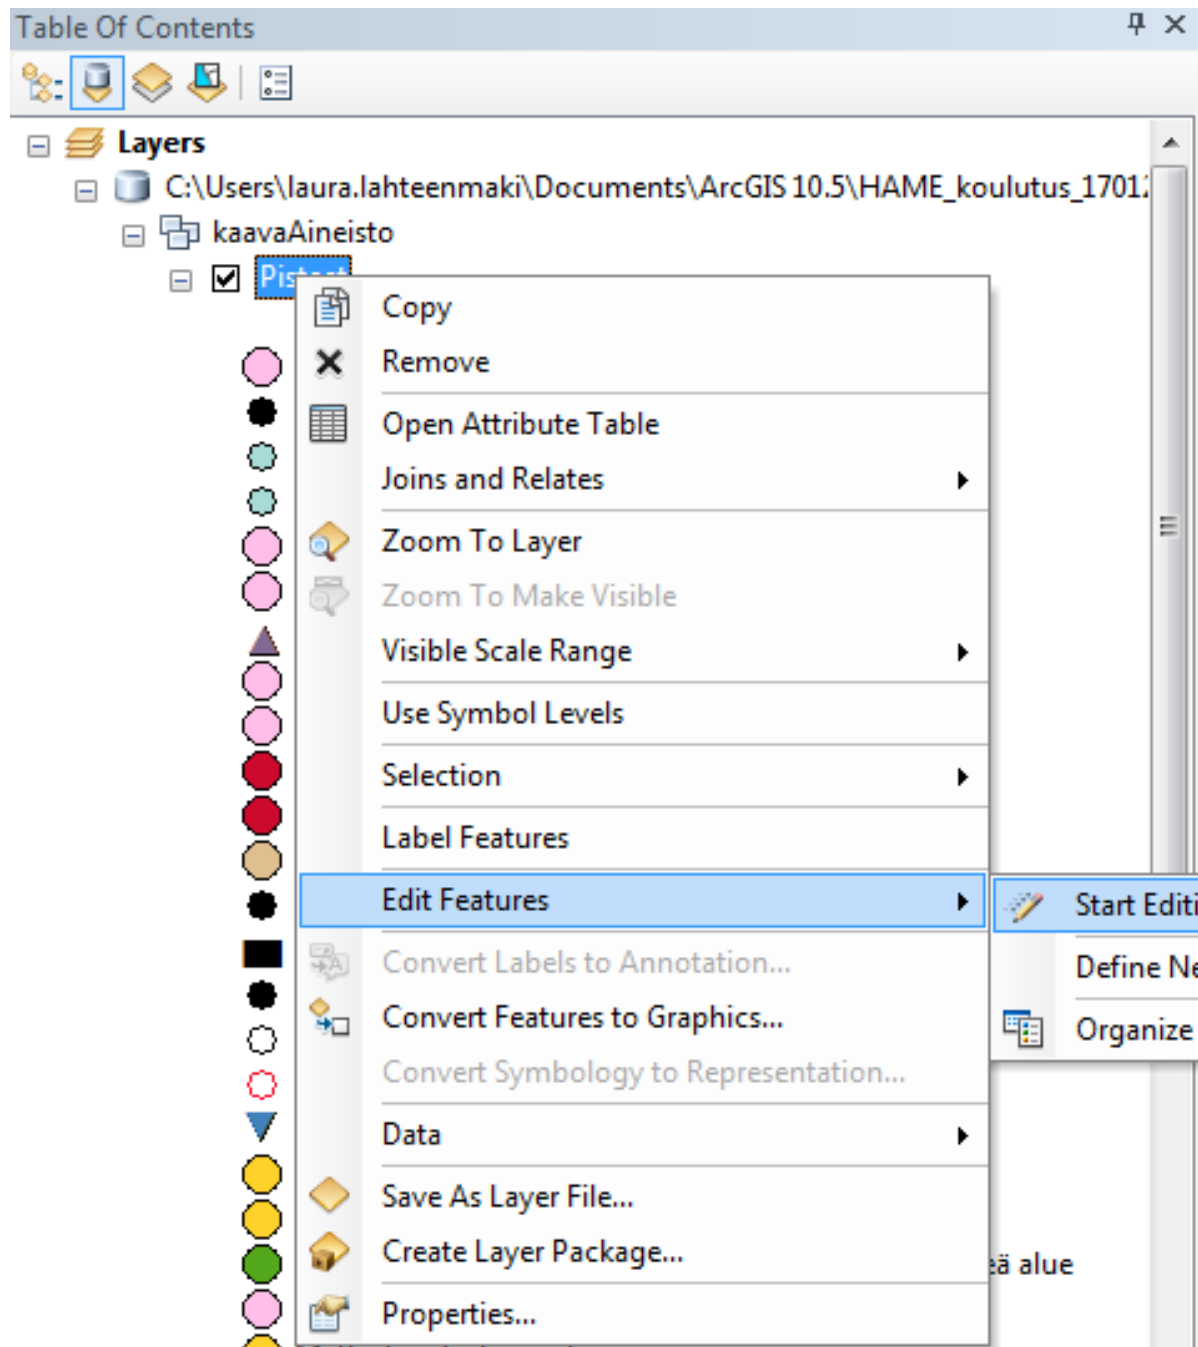 Table Of Contents
Layers
C:\Users\laura.lahteenmaki\Documents\ArcGIS 10.5\HAME_koulutus_1701
kaavaAineisto
Copy
Remove
Open Attribute Table
Joins and Relates
Zoom To Layer
Zoom To Make Visible
Visible Scale Range
Use Symbol Levels
Selection
Label Features
Edit Features
Start Editi
Convert Labels to Annotation...
Define Ne
Convert Features to Graphics...
Organize
Convert Symbology to Representation...
Data
Save As Layer File...
Create Layer Package...
eä alue
Properties...